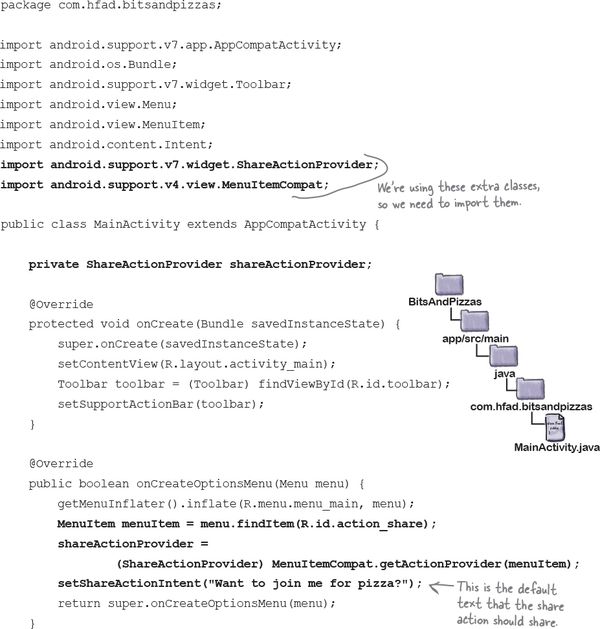 package com.hfad.bitsandpizzas;
import android.support.v7.app.AppCompatActivity;
import android.os.Bundle;
import android.support.v7.widget.Toolbar;
import android.view.Menu;
import android.view.MenuItem;
import android.content.Intent;
import android.support.v7.widget.ShareActionProvider;
import android.support.v4.view.MenuItemCompat;
We're using these extra classes,
so we need to import them.
public class MainActivity extends AppCompatActivity {
private ShareActionProvider shareActionProvider;
@Override
protected void onCreate(Bundle savedInstanceState) {
super.onCreate(savedInstanceState);
setContentView(R.layout.activity_main);
Toolbar toolbar = (Toolbar) findViewById(R.id.toolbar);
setSupportActionBar(toolbar);
}
BitsAndPizzas
app/src/main
java
com.hfad.bitsandpizzas
MainActivity.java
@Override
public boolean onCreateOptionsMenu(Menu menu) {
getMenuInflater().inflate(R.menu.menu_main, menu);
MenuItem menuItem = menu.findItem(R.id.action_share);
shareActionProvider =
(ShareActionProvider) MenuItemCompat.getActionProvider(menuItem);
setShareActionIntent("Want to join me for pizza?");
This is the default
text that the share
action should share.
return super.onCreateOptionsMenu(menu);
}